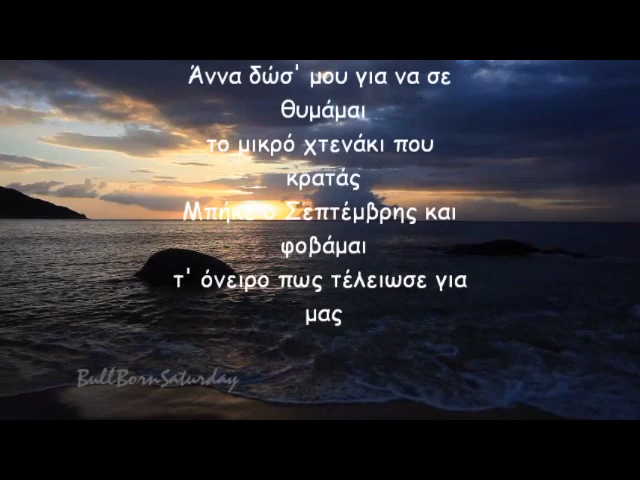 Άννα δώσ' μου για να σε
θυμάμαι
το μικρό χτενάκι που
κρατάς
Μπήκε ο Σεπτέμβρης και
φοβάμαι
τ' όνειρο πως τέλειωσε για
μας
BullBornSaturday